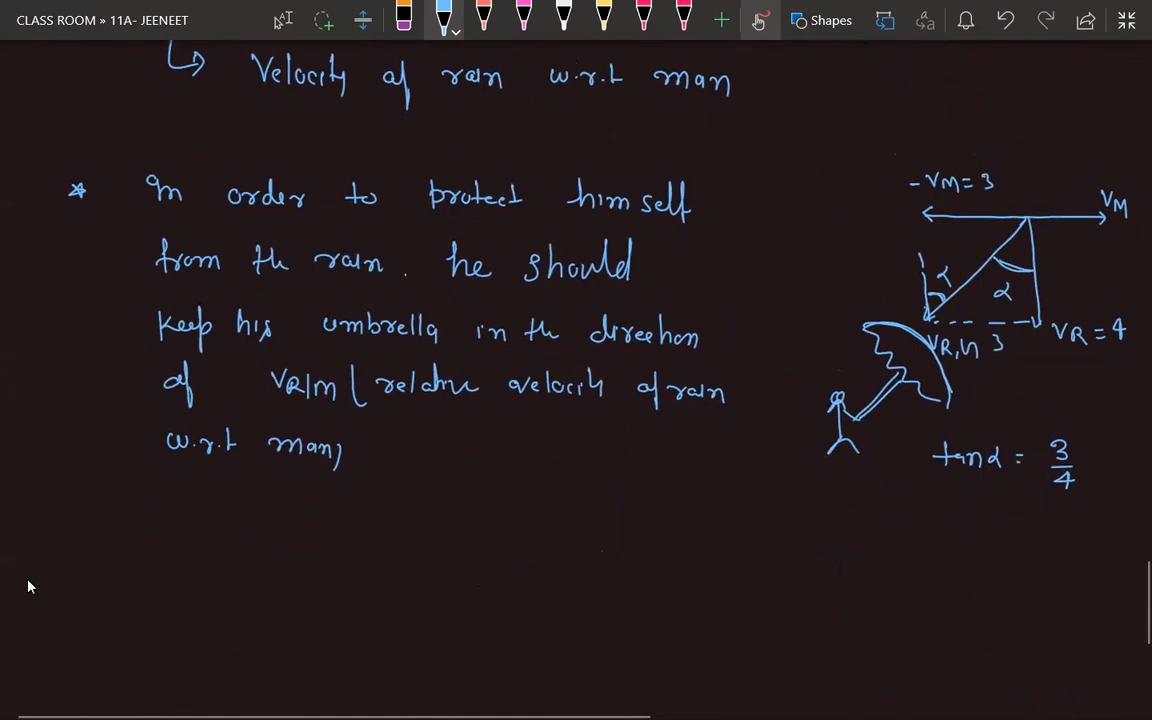 CLASS ROOM » 11A- JEENEET
Shapes
Velocity of rain w.r.t man
* In order to protect himself
from th rain. he should
keep his umbrella in th direction
of VR/M (relative velocity of rain
w.r.t man)
-VM = 3
VM
α
α
VR/M 3
VR = 4
tanα = 3/4